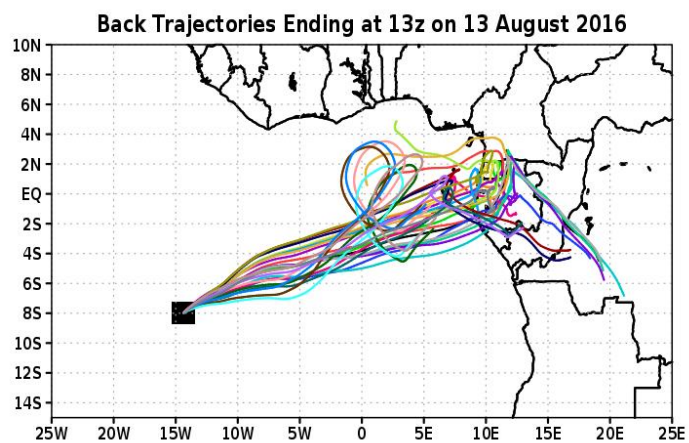 Back Trajectories Ending at 13z on 13 August 2016
10N
8N
6N
4N
2N
EQ
2S
4S
6S
8S
10S
12S
14S
25W 20W 15W 10W 5W 0 5E 10E 15E 20E 25E